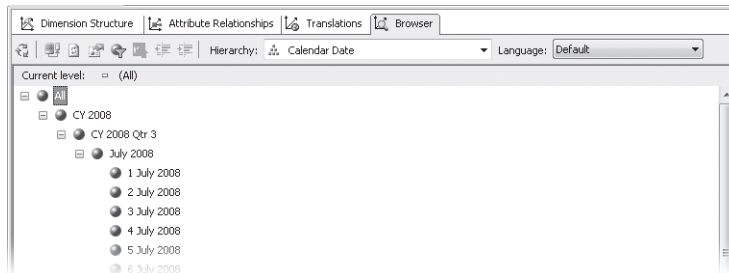 Dimension Structure Attribute Relationships Translations Browser
Hierarchy: Calendar Date Language: Default
Current level: (All)
All
CY 2008
CY 2008 Qtr 3
July 2008
1 July 2008
2 July 2008
3 July 2008
4 July 2008
5 July 2008
6 July 2008